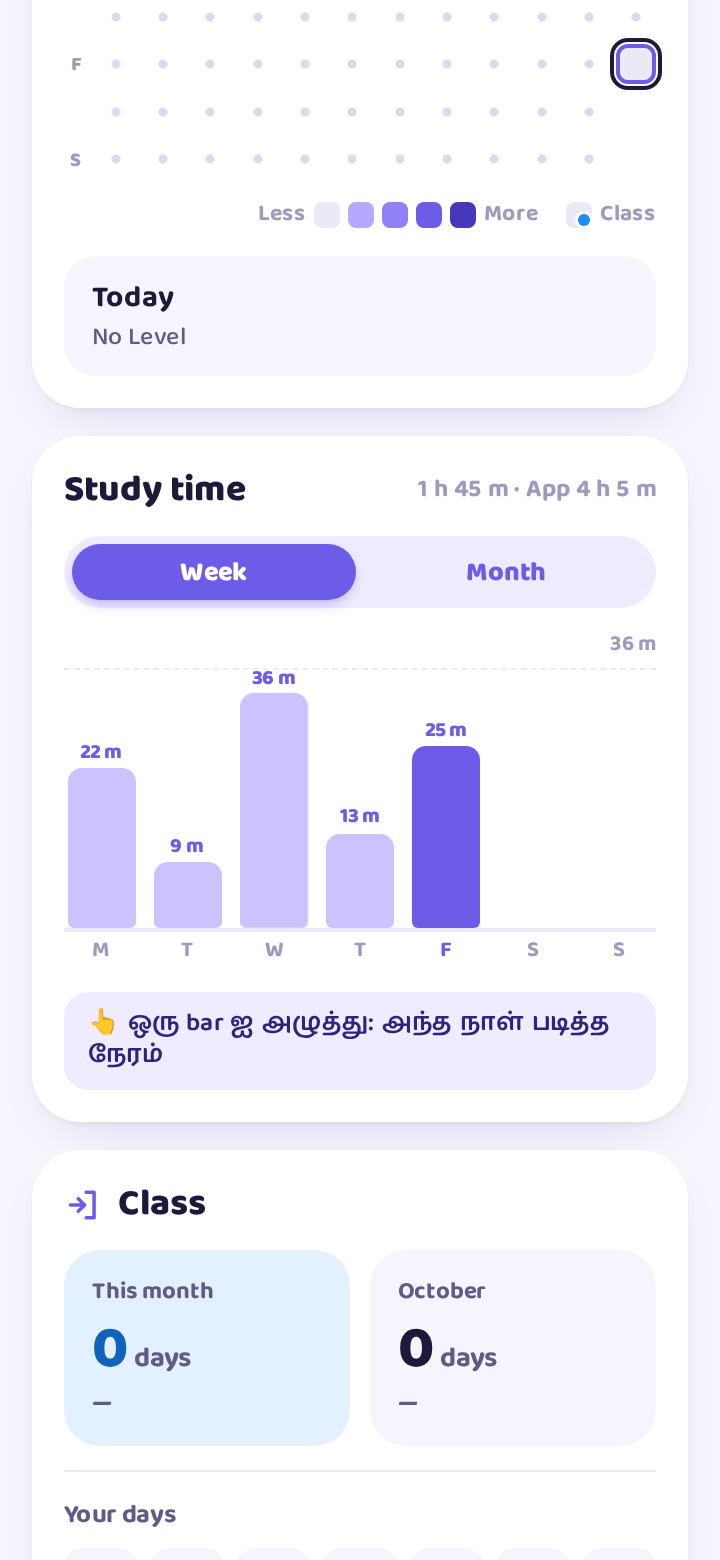 F
S
Less More Class
Today
No Level
Study time
1 h 45 m · App 4 h 5 m
Week Month
36 m
22 m 9 m 36 m 13 m 25 m
M T W T F S S
👆 ஒரு bar ஐ அழுத்து: அந்த நாள் படித்த
நேரம்
Class
This month
0 days
–
October
0 days
–
Your days